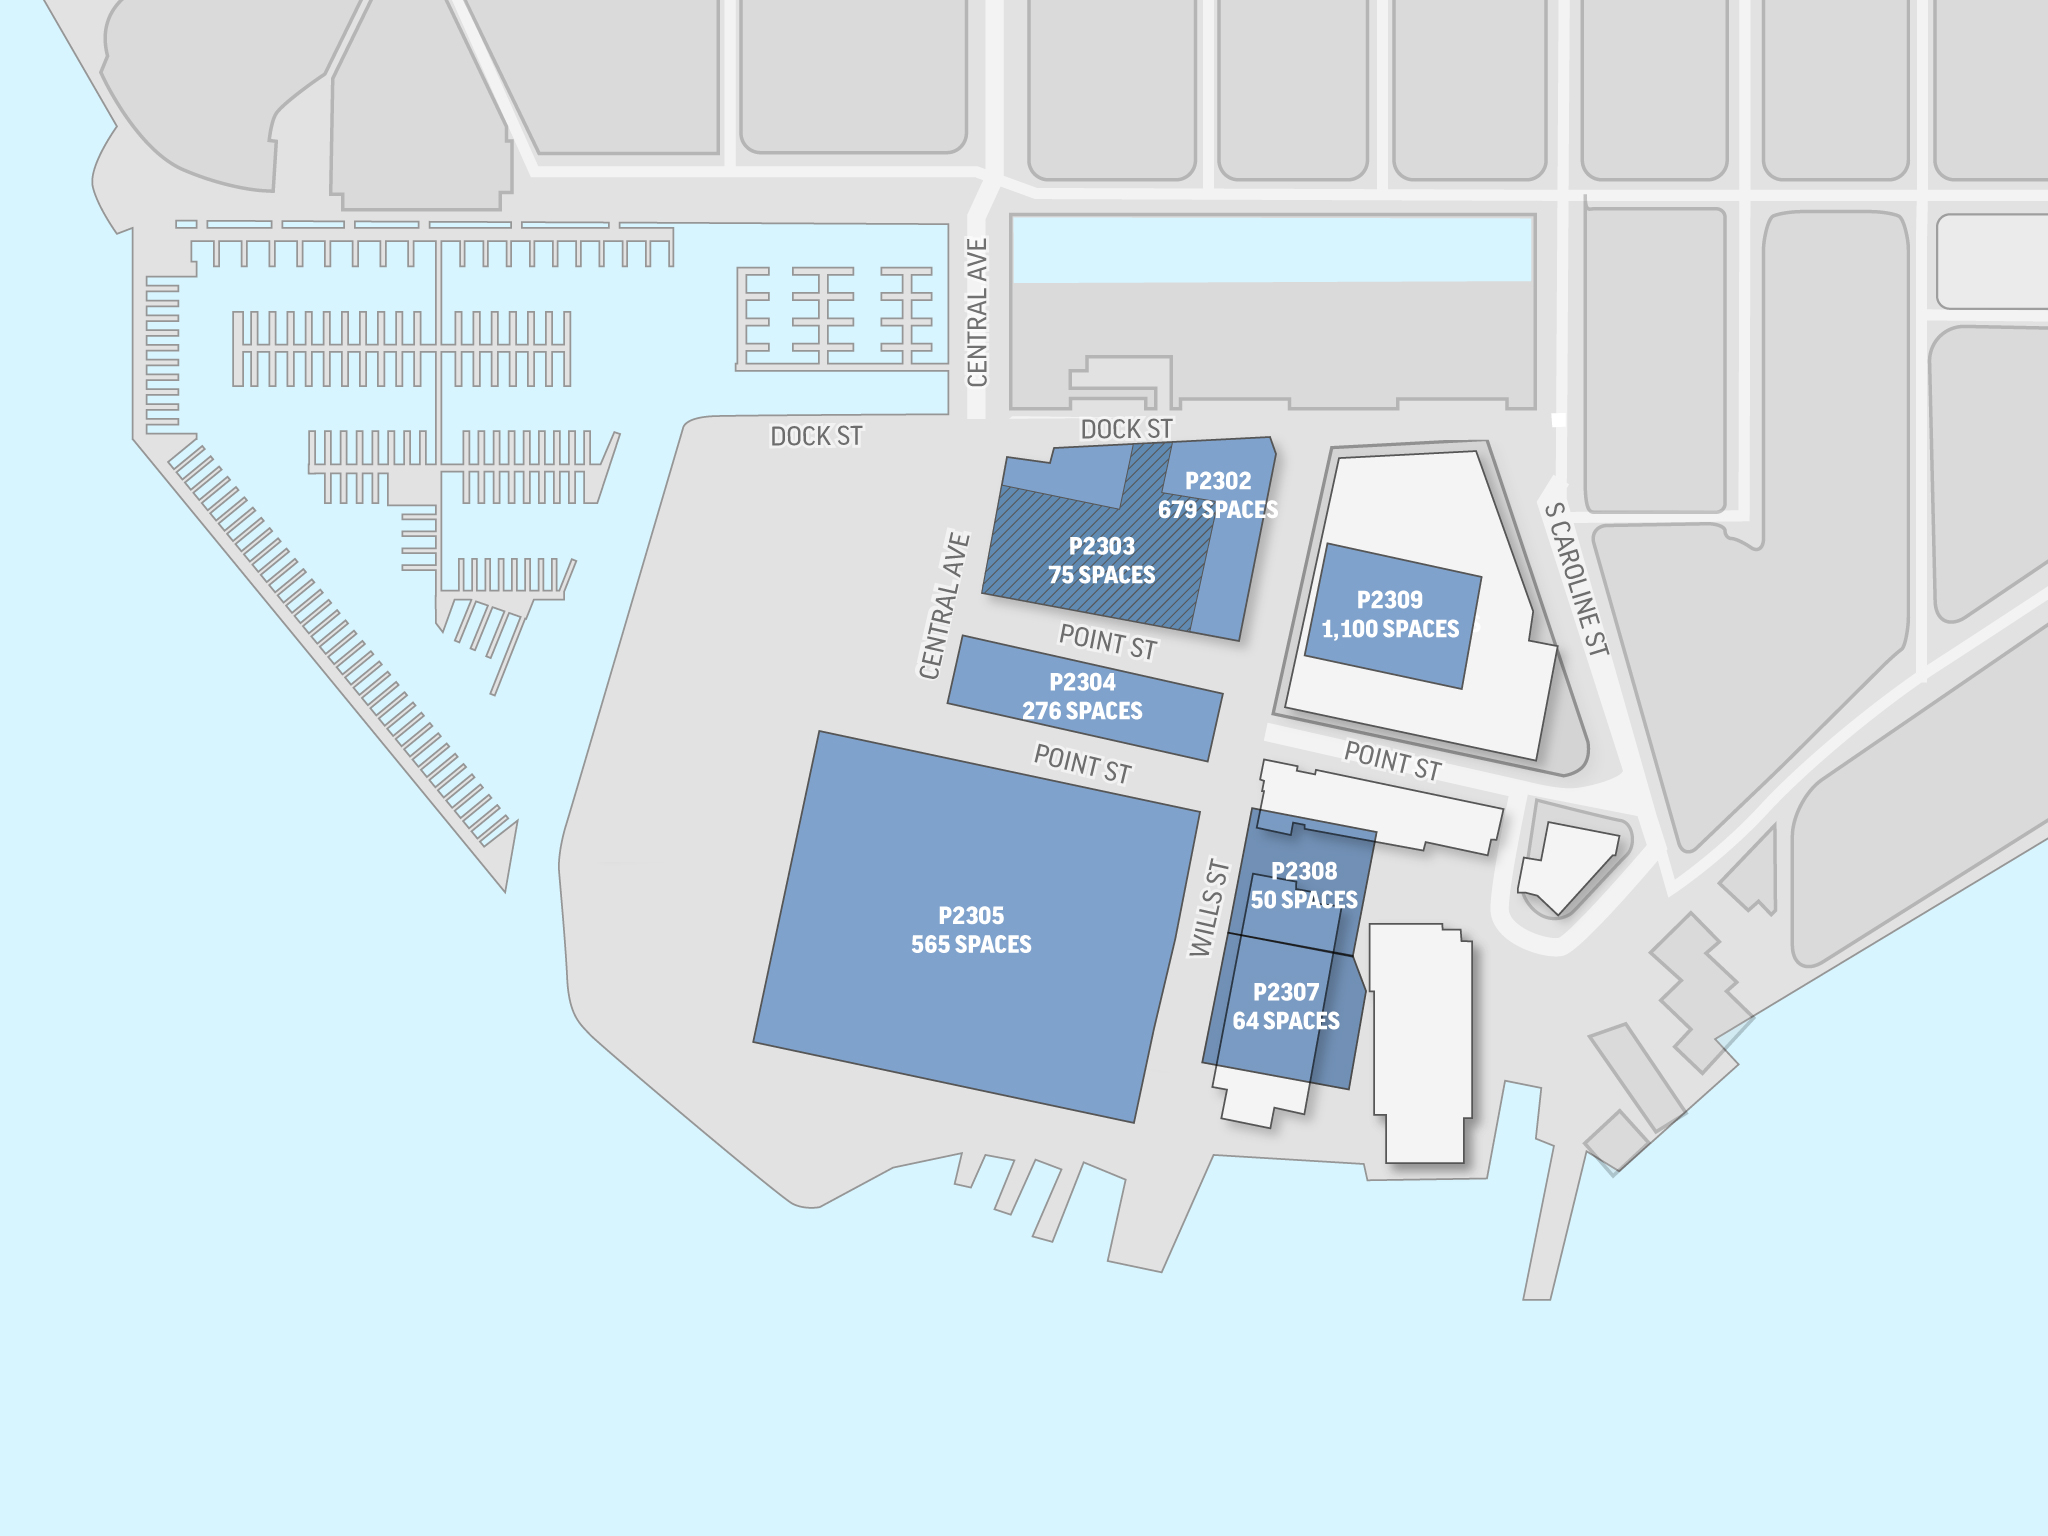 CENTRAL AVE
DOCK ST
DOCK ST
P2302
679 SPACES
P2303
75 SPACES
S CAROLINE ST
CENTRAL AVE
P2309
1,100 SPACES
POINT ST
P2304
276 SPACES
POINT ST
POINT ST
P2308
50 SPACES
WILLS ST
P2305
565 SPACES
P2307
64 SPACES